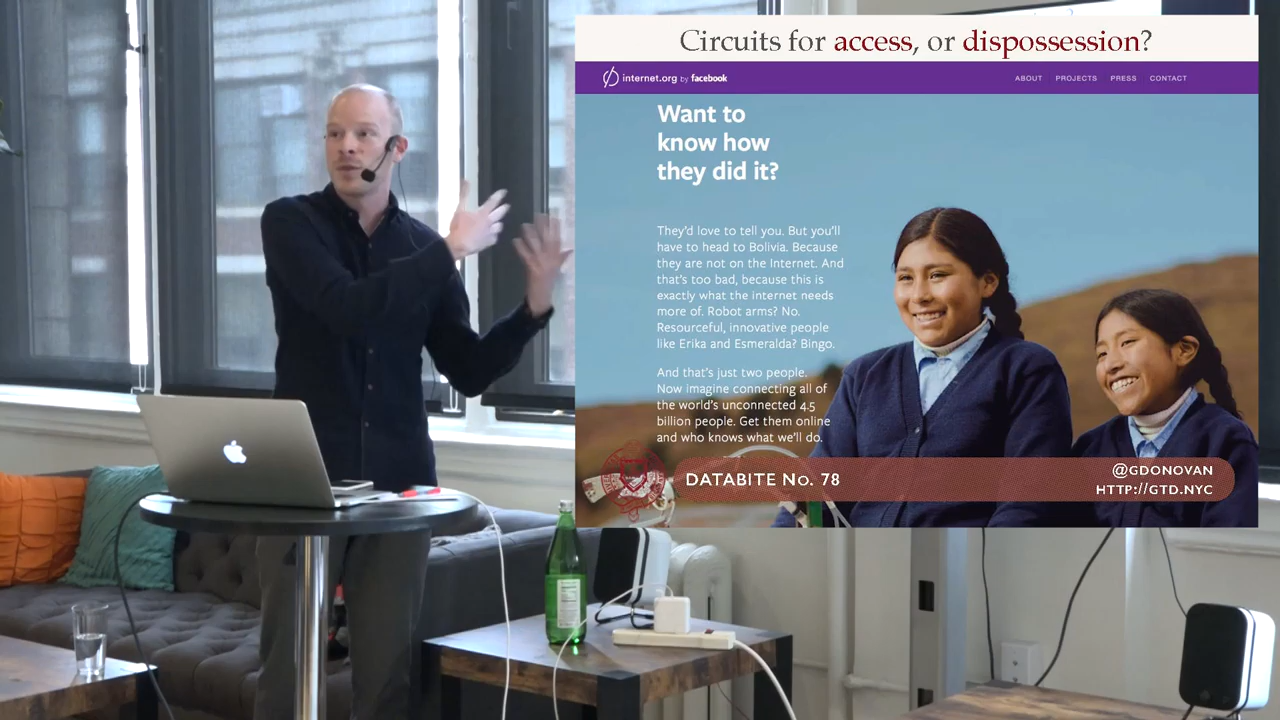 Circuits for access, or dispossession?
internet.org by facebook
ABOUT PROJECTS PRESS CONTACT
Want to
know how
they did it?
They'd love to tell you. But you'll
have to head to Bolivia. Because
they are not on the Internet. And
that's too bad, because this is
exactly what the internet needs
more of. Robot arms? No.
Resourceful, innovative people
like Erika and Esmeralda? Bingo.
And that's just two people.
Now imagine connecting all of
the world's unconnected 4.5
billion people. Get them online
and who knows what we'll do.
DATABITE No. 78
@GDONOVAN
HTTP://GTD.NYC